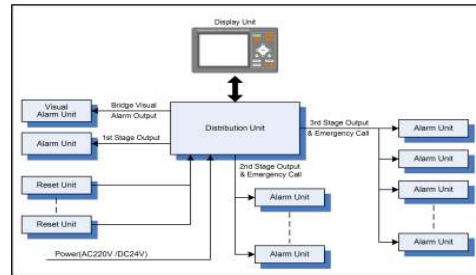 Display Unit
Visual
Alarm Unit
Bridge Visual
Alarm Output
Alarm Unit
1st Stage Output
Distribution Unit
3rd Stage Output
& Emergency Call
Alarm Unit
Alarm Unit
Alarm Unit
Alarm Unit
2nd Stage Output
& Emergency Call
Alarm Unit
Alarm Unit
Reset Unit
Reset Unit
Power(AC220V /DC24V)